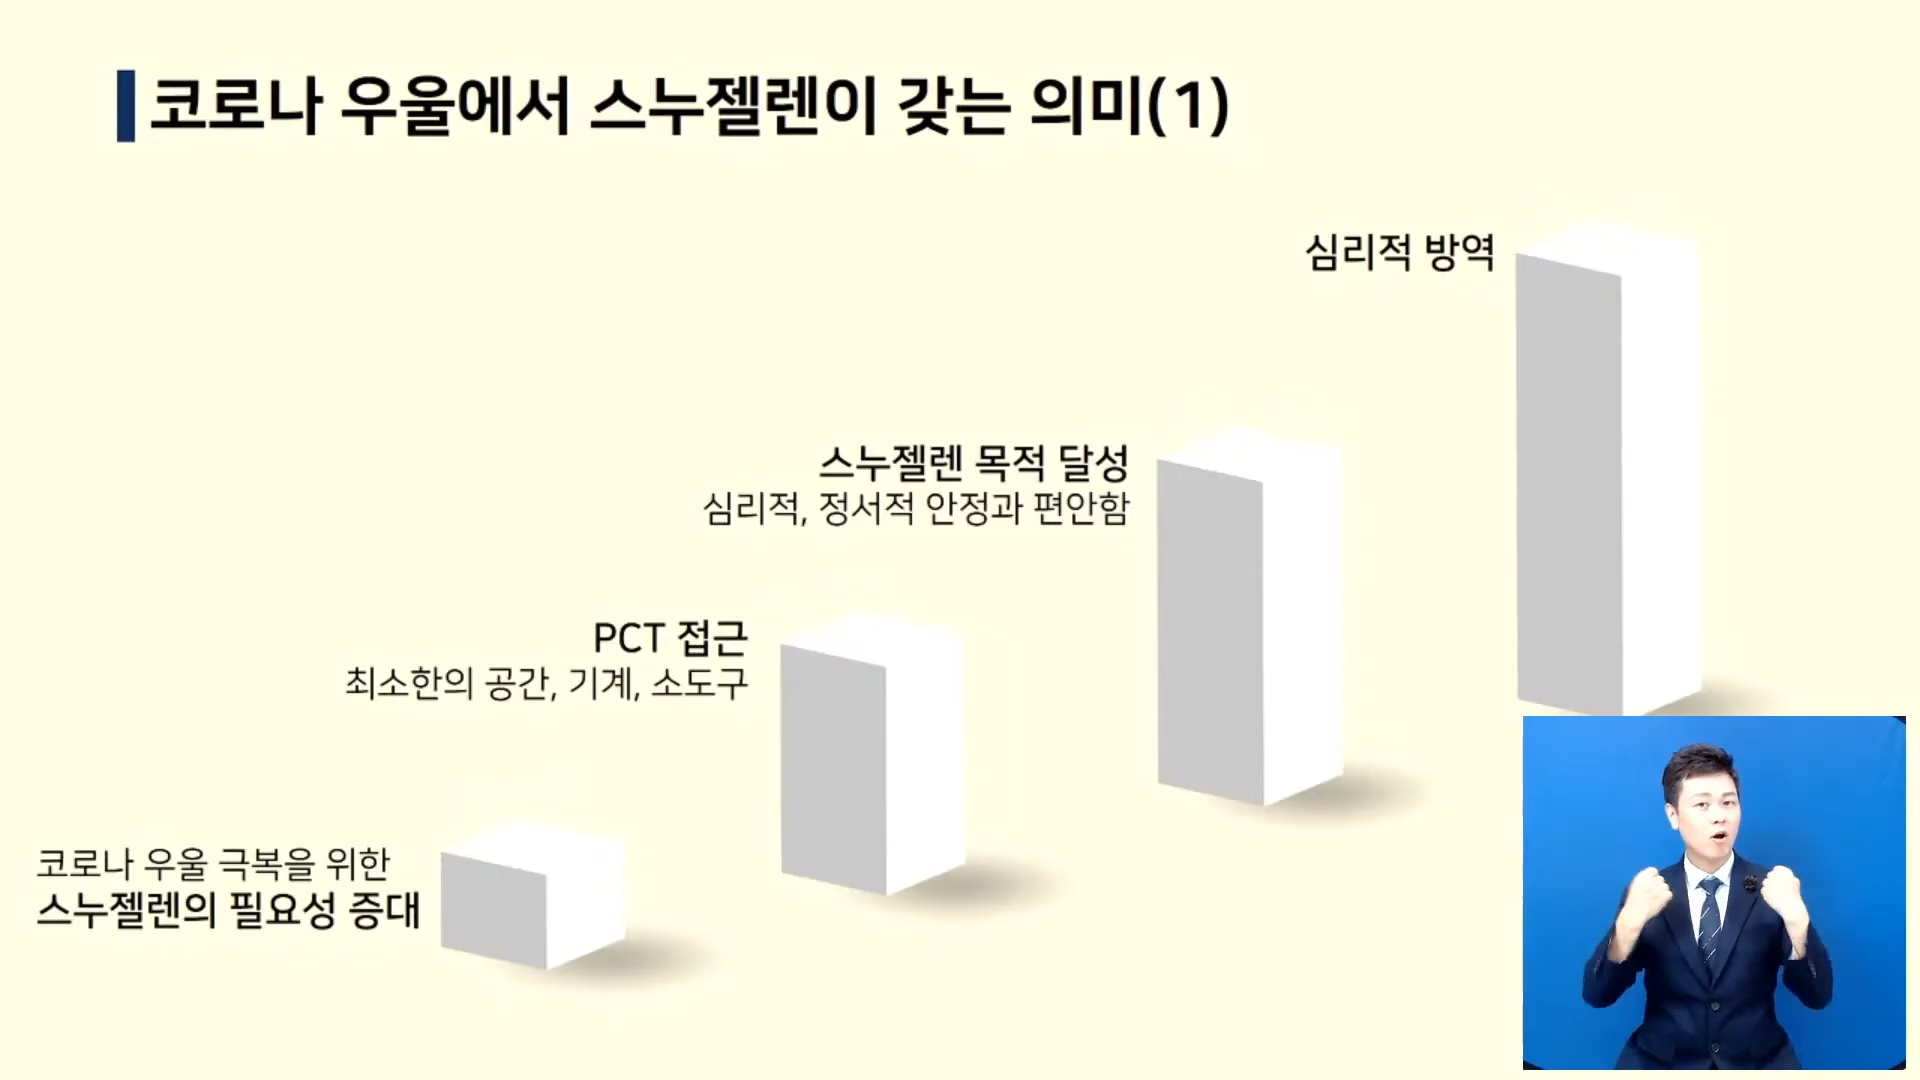 코로나 우울에서 스누젤렌이 갖는 의미(1)
심리적 방역
스누젤렌 목적 달성
심리적, 정서적 안정과 편안함
PCT 접근
최소한의 공간, 기계, 소도구
코로나 우울 극복을 위한
스누젤렌의 필요성 증대